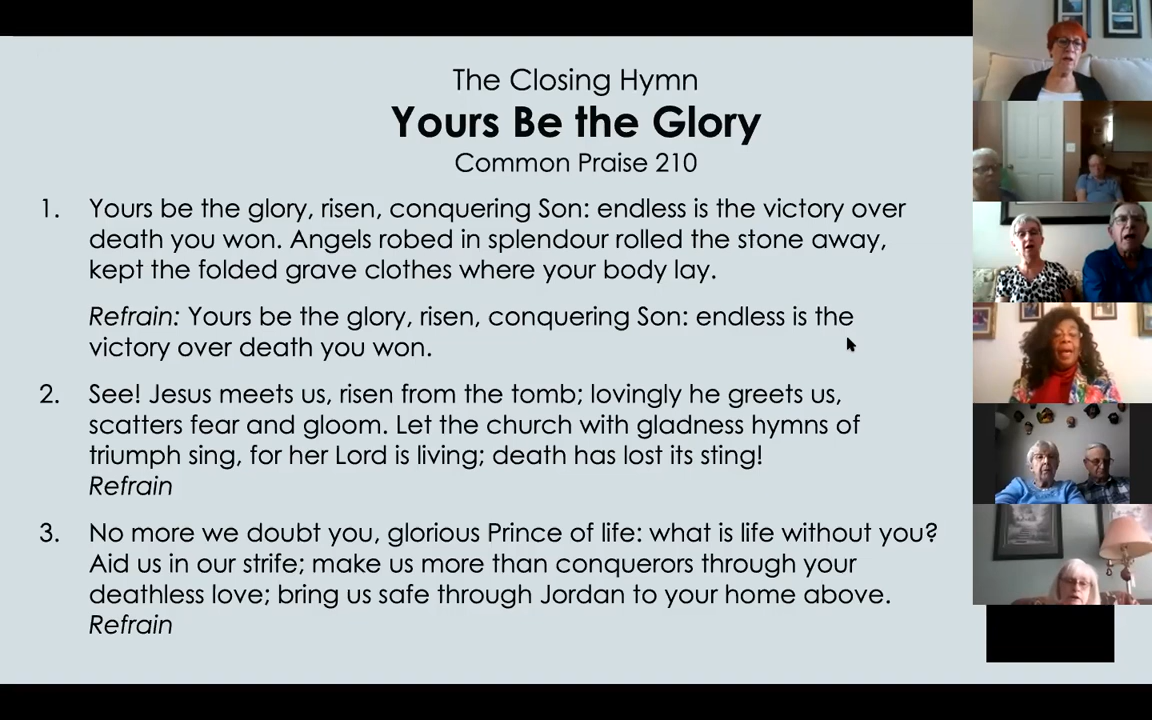 The Closing Hymn
Yours Be the Glory
Common Praise 210
1. Yours be the glory, risen, conquering Son: endless is the victory over
death you won. Angels robed in splendour rolled the stone away,
kept the folded grave clothes where your body lay.
Refrain: Yours be the glory, risen, conquering Son: endless is the
victory over death you won.
2. See! Jesus meets us, risen from the tomb; lovingly he greets us,
scatters fear and gloom. Let the church with gladness hymns of
triumph sing, for her Lord is living; death has lost its sting!
Refrain
3. No more we doubt you, glorious Prince of life: what is life without you?
Aid us in our strife; make us more than conquerors through your
deathless love; bring us safe through Jordan to your home above.
Refrain